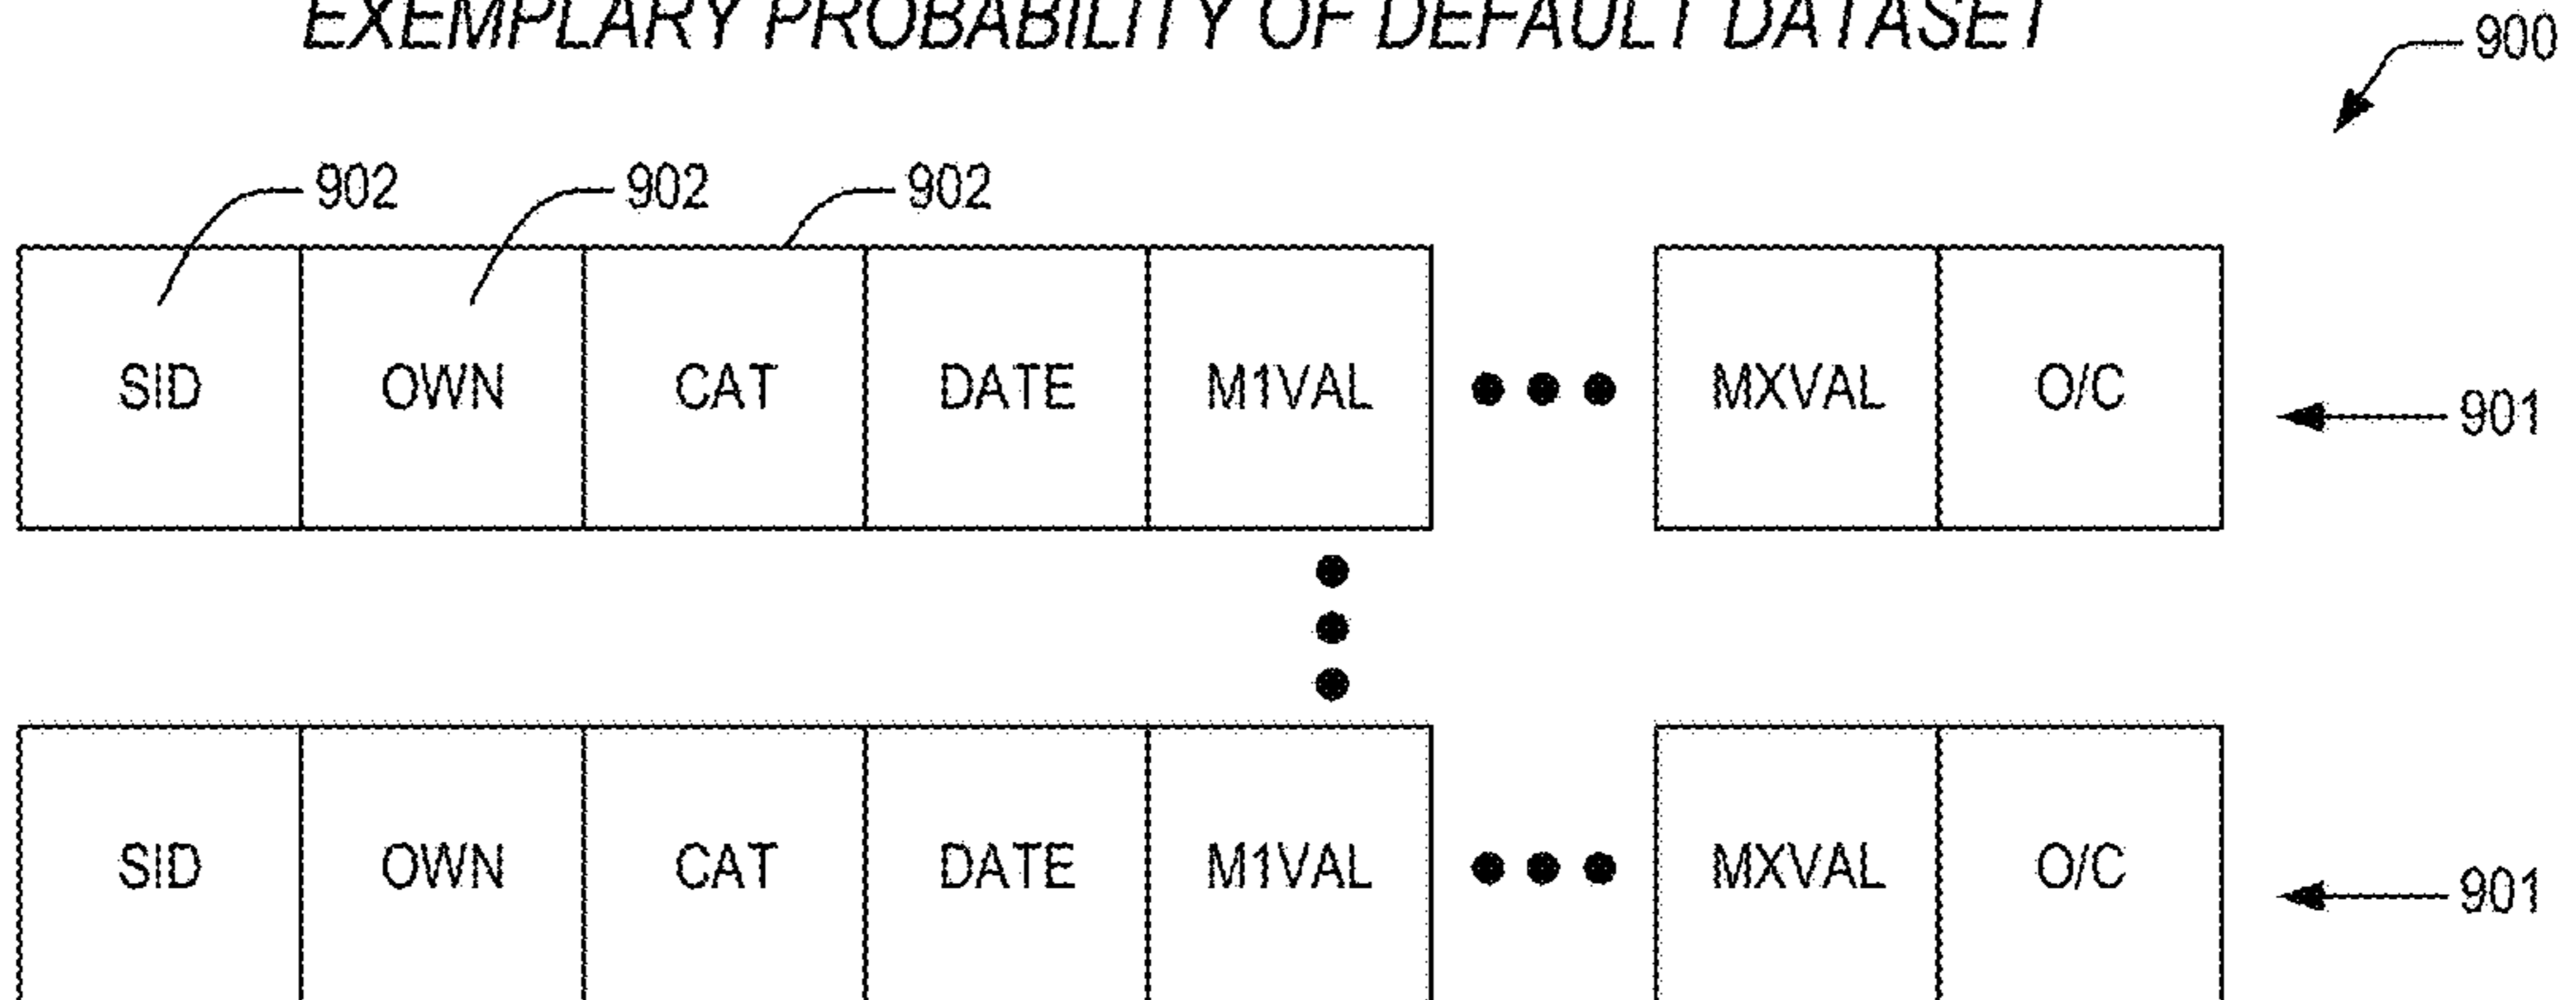 EXEMPLARY PROBABILITY OF DEFAULT DATASET
900
902 902 902
SID OWN CAT DATE M1VAL ●●● MXVAL O/C 901
SID OWN CAT DATE M1VAL ●●● MXVAL O/C 901